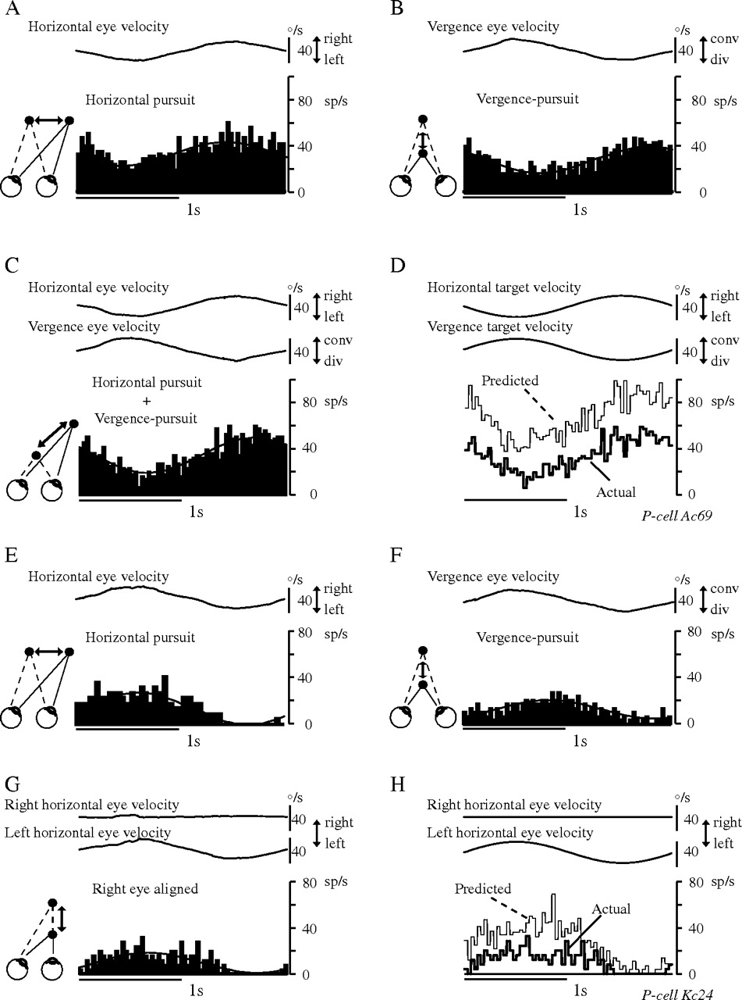 A
Horizontal eye velocity
°/s
40
right
left
Horizontal pursuit
80 sp/s
40
0
1s
B
Vergence eye velocity
°/s
40
conv
div
Vergence-pursuit
80 sp/s
40
0
1s
C
Horizontal eye velocity
°/s
40
right
left
Vergence eye velocity
40
conv
div
Horizontal pursuit
+
Vergence-pursuit
80 sp/s
40
0
1s
D
Horizontal target velocity
°/s
40
right
left
Vergence target velocity
40
conv
div
Predicted
80 sp/s
40
Actual
0
1s
P-cell Ac69
E
Horizontal eye velocity
°/s
40
right
left
Horizontal pursuit
80 sp/s
40
0
1s
F
Vergence eye velocity
°/s
40
conv
div
Vergence-pursuit
80 sp/s
40
0
1s
G
Right horizontal eye velocity
°/s
40
right
left
Left horizontal eye velocity
40
Right eye aligned
80 sp/s
40
0
1s
H
Right horizontal eye velocity
°/s
40
right
left
Left horizontal eye velocity
40
Predicted
Actual
80 sp/s
40
0
1s
P-cell Kc24